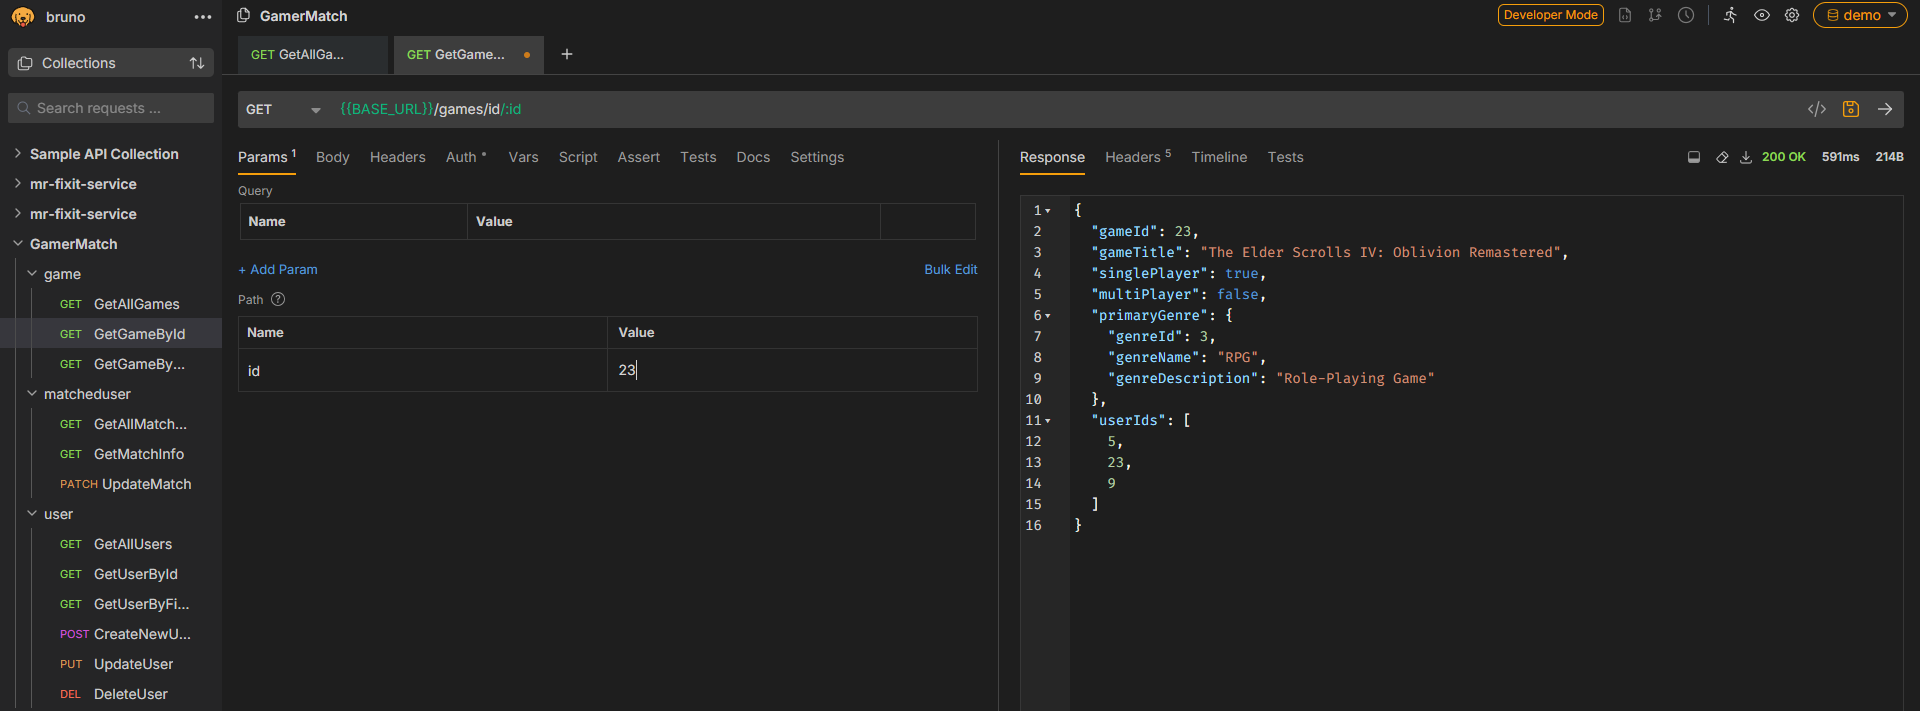 bruno
Collections
Search requests ...
Sample API Collection
mr-fixit-service
mr-fixit-service
GamerMatch
game
GET GetAllGames
GET GetGameById
GET GetGameBy...
matcheduser
GET GetAllMatch...
GET GetMatchInfo
PATCH UpdateMatch
user
GET GetAllUsers
GET GetUserById
GET GetUserByFi...
POST CreateNewU...
PUT UpdateUser
DEL DeleteUser
GamerMatch
Developer Mode
demo
GET GetAllGa...
GET GetGame...
+
GET {{BASE_URL}}/games/id/:id
Params 1 Body Headers Auth Vars Script Assert Tests Docs Settings
Query
Name Value
+ Add Param Bulk Edit
Path ?
Name Value
id 23
Response Headers 5 Timeline Tests
200 OK 591ms 214B
1 {
2 "gameId": 23,
3 "gameTitle": "The Elder Scrolls IV: Oblivion Remastered",
4 "singlePlayer": true,
5 "multiPlayer": false,
6 "primaryGenre": {
7 "genreId": 3,
8 "genreName": "RPG",
9 "genreDescription": "Role-Playing Game"
10 },
11 "userIds": [
12 5,
13 23,
14 9
15 ]
16 }